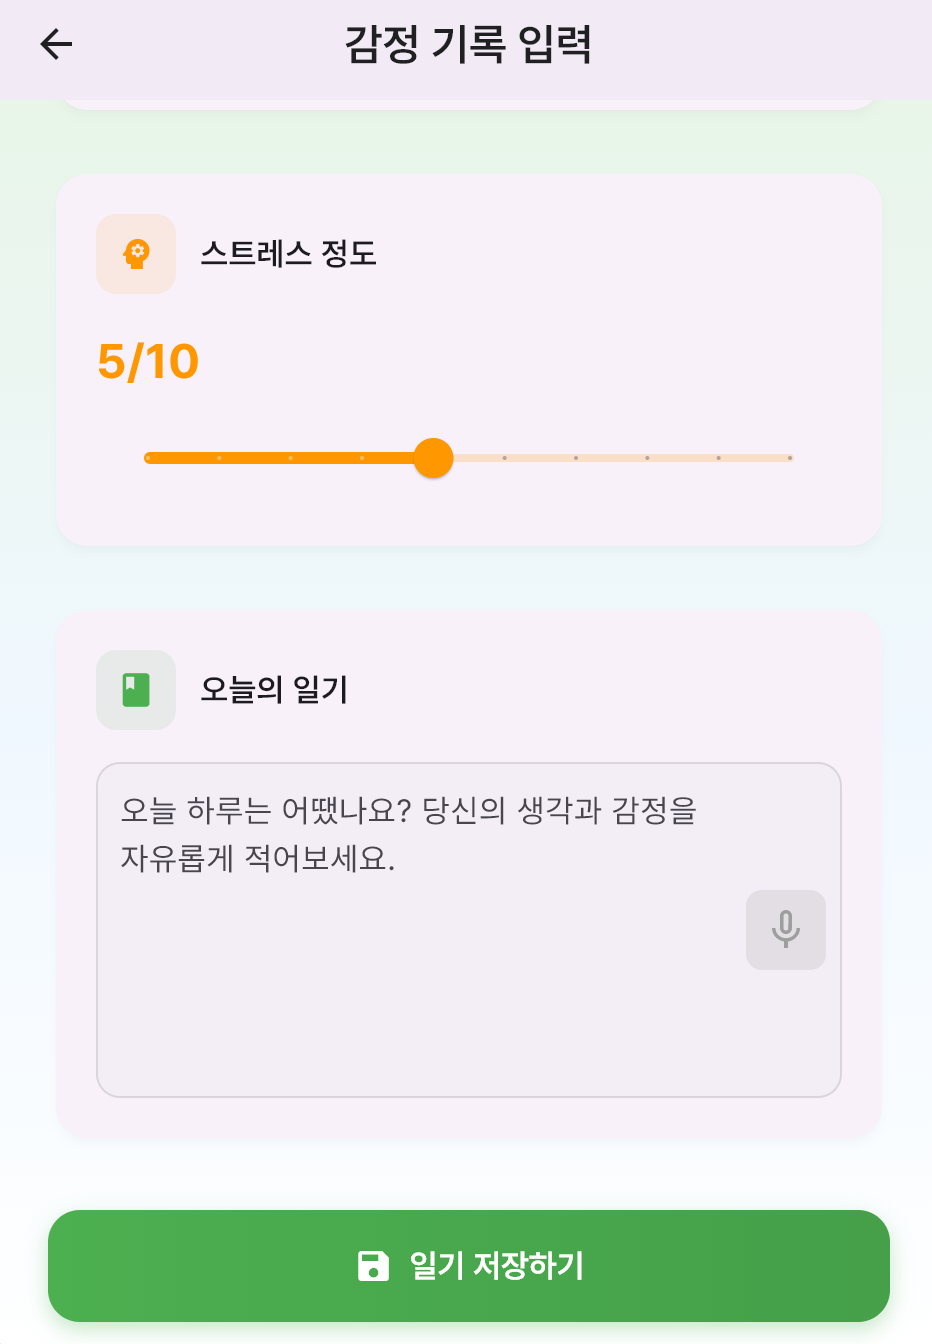 감정 기록 입력
스트레스 정도
5/10
오늘의 일기
오늘 하루는 어땠나요? 당신의 생각과 감정을
자유롭게 적어보세요.
일기 저장하기